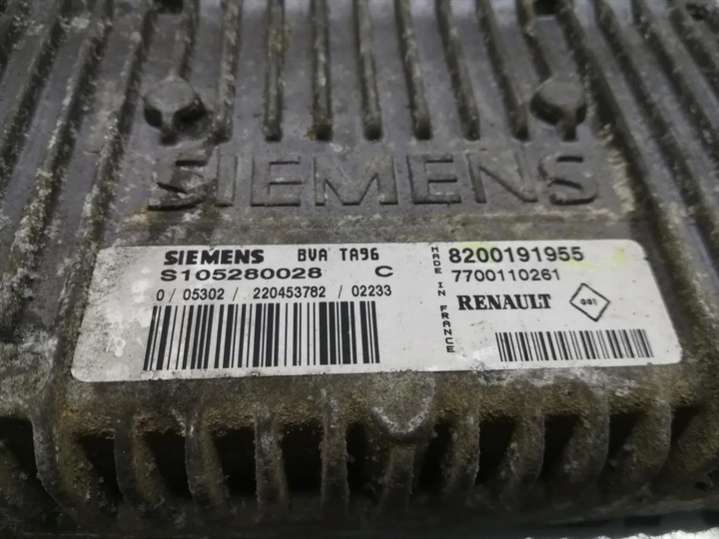 SIEMENS
SIEMENS BVA TA96
S105280028 C
0 / 05302 / 220453782 / 02233
MADE IN FRANCE
8200191955
7700110261
RENAULT